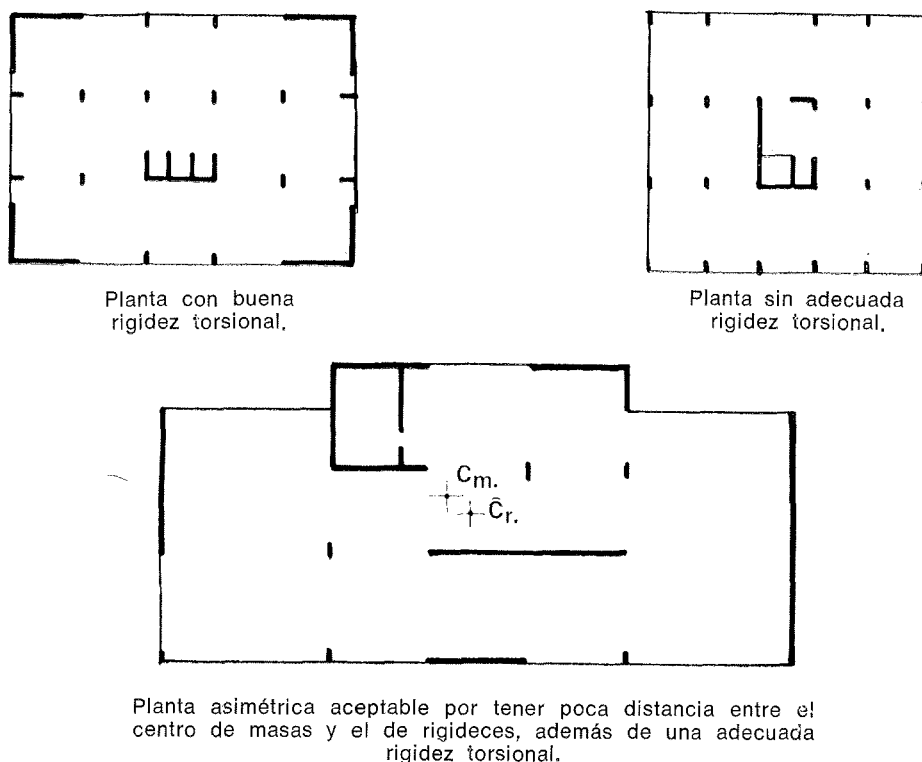 Planta con buena
rigidez torsional.
Planta sin adecuada
rigidez torsional.
Cm.
C̄r.
Planta asimétrica aceptable por tener poca distancia entre el
centro de masas y el de rigideces, además de una adecuada
rigidez torsional.